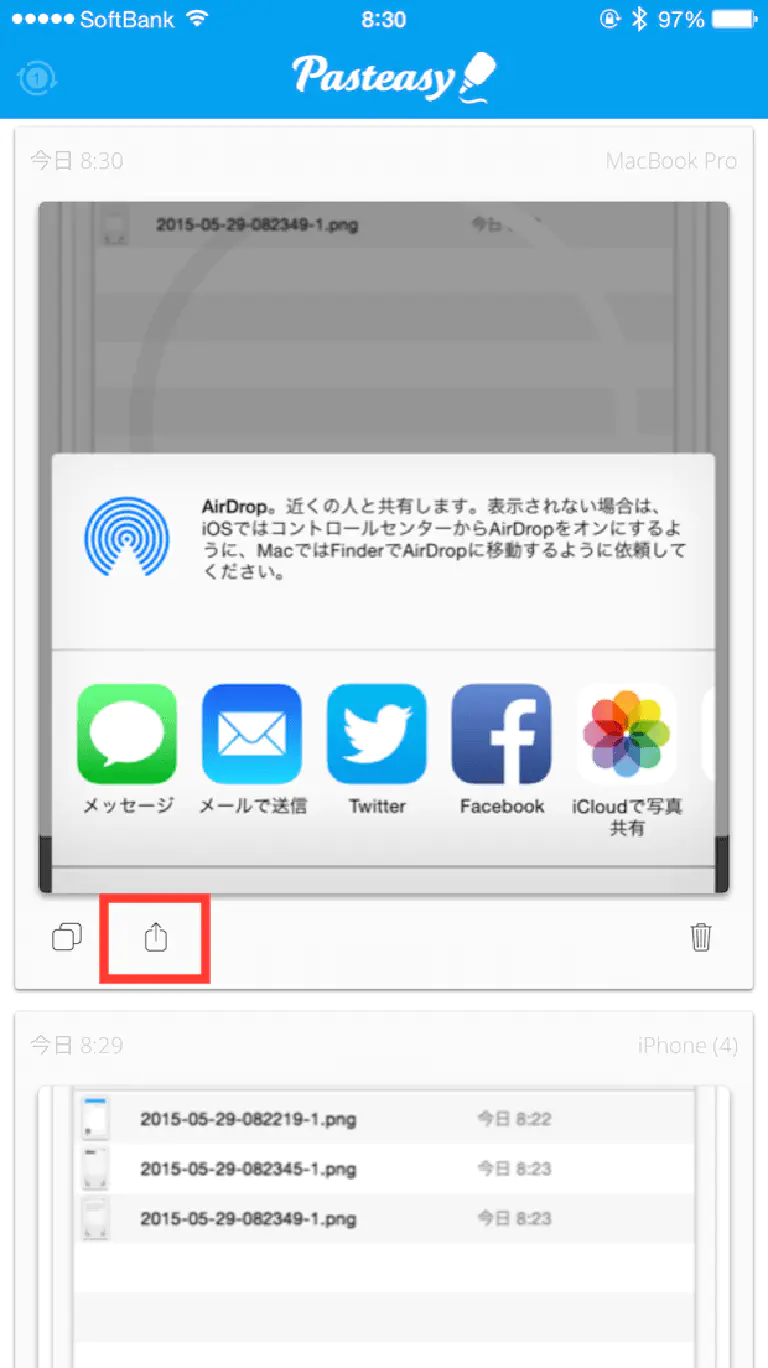 SoftBank 8:30 97%
1 Pasteasy
今日 8:30 MacBook Pro
2015-05-29-082349-1.png 今日
AirDrop。近くの人と共有します。表示されない場合は、
iOSではコントロールセンターからAirDropをオンにするよ
うに、MacではFinderでAirDropに移動するように依頼して
ください。
メッセージ メールで送信 Twitter Facebook iCloudで写真
共有
今日 8:29 iPhone (4)
2015-05-29-082219-1.png 今日 8:22
2015-05-29-082345-1.png 今日 8:23
2015-05-29-082349-1.png 今日 8:23